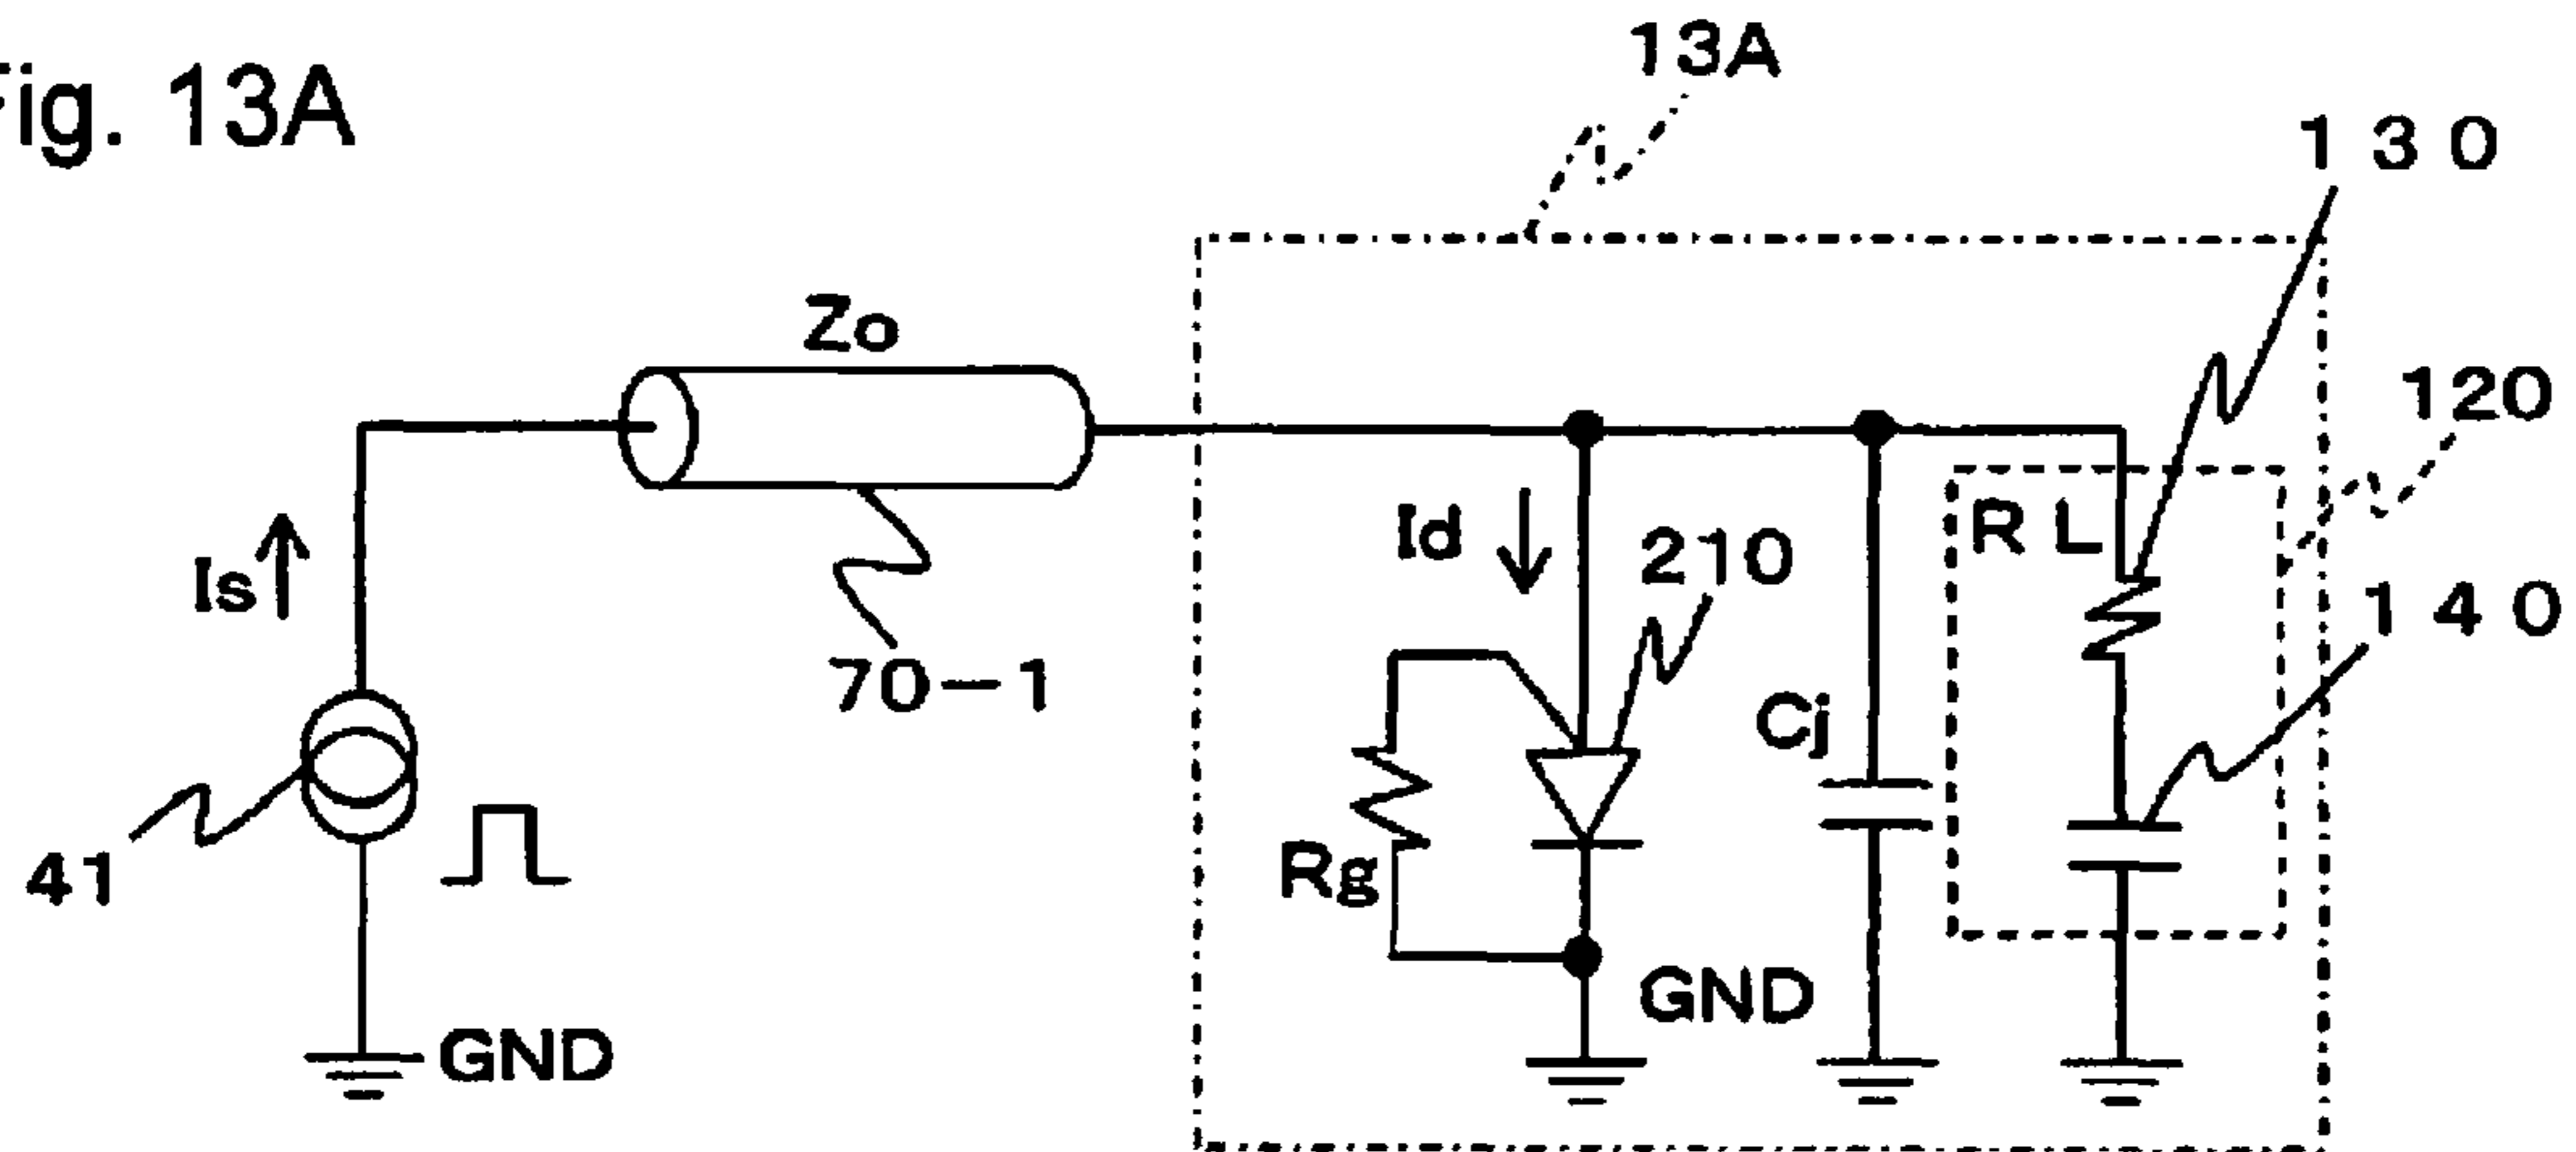 Fig. 13A
13A
130
Zo
120
RL
Id
210
Is
140
70-1
Cj
41
Rg
GND
GND